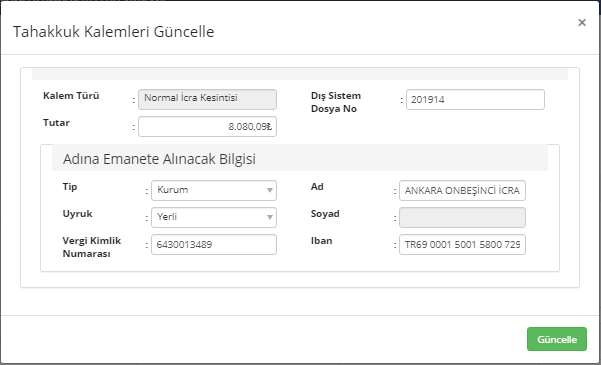 Tahakkuk Kalemleri Güncelle ×
Kalem Türü : Normal İcra Kesintisi Dış Sistem Dosya No : 201914
Tutar : 8.080,09₺
Adına Emanete Alınacak Bilgisi
Tip : Kurum Ad : ANKARA ONBEŞİNCİ İCRA
Uyruk : Yerli Soyad :
Vergi Kimlik Numarası : 6430013489 Iban : TR69 0001 5001 5800 729
Güncelle